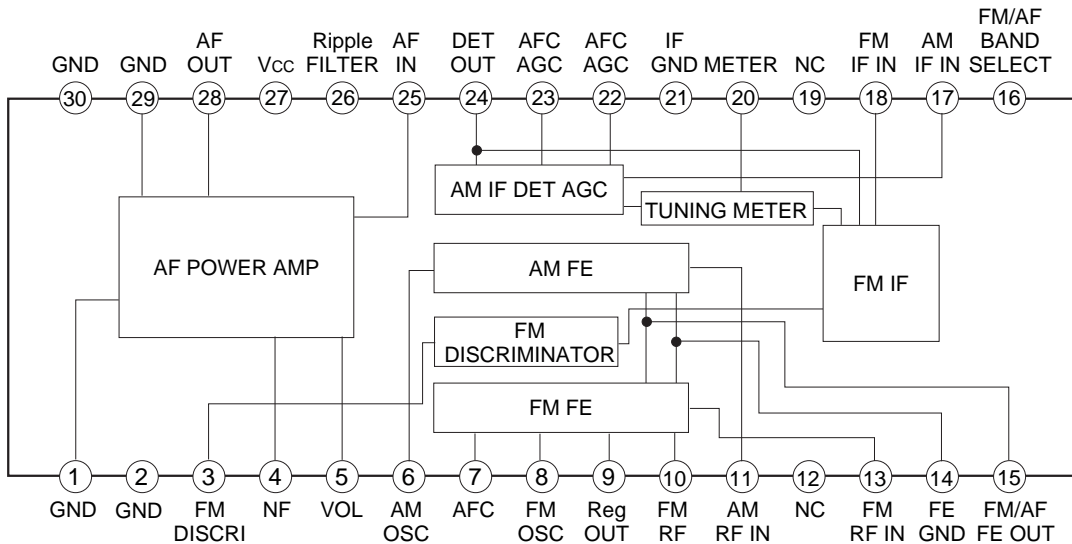 GND
GND
AF
OUT
Vcc
Ripple
FILTER
AF
IN
DET
OUT
AFC
AGC
AFC
AGC
IF
GND
METER
NC
FM
IF IN
AM
IF IN
FM/AF
BAND
SELECT
30
29
28
27
26
25
24
23
22
21
20
19
18
17
16
AM IF DET AGC
TUNING METER
AF POWER AMP
AM FE
FM IF
FM
DISCRIMINATOR
FM FE
1
2
3
4
5
6
7
8
9
10
11
12
13
14
15
GND
GND
FM
DISCRI
NF
VOL
AM
OSC
AFC
FM
OSC
Reg
OUT
FM
RF
AM
RF IN
NC
FM
RF IN
FE
GND
FM/AF
FE OUT